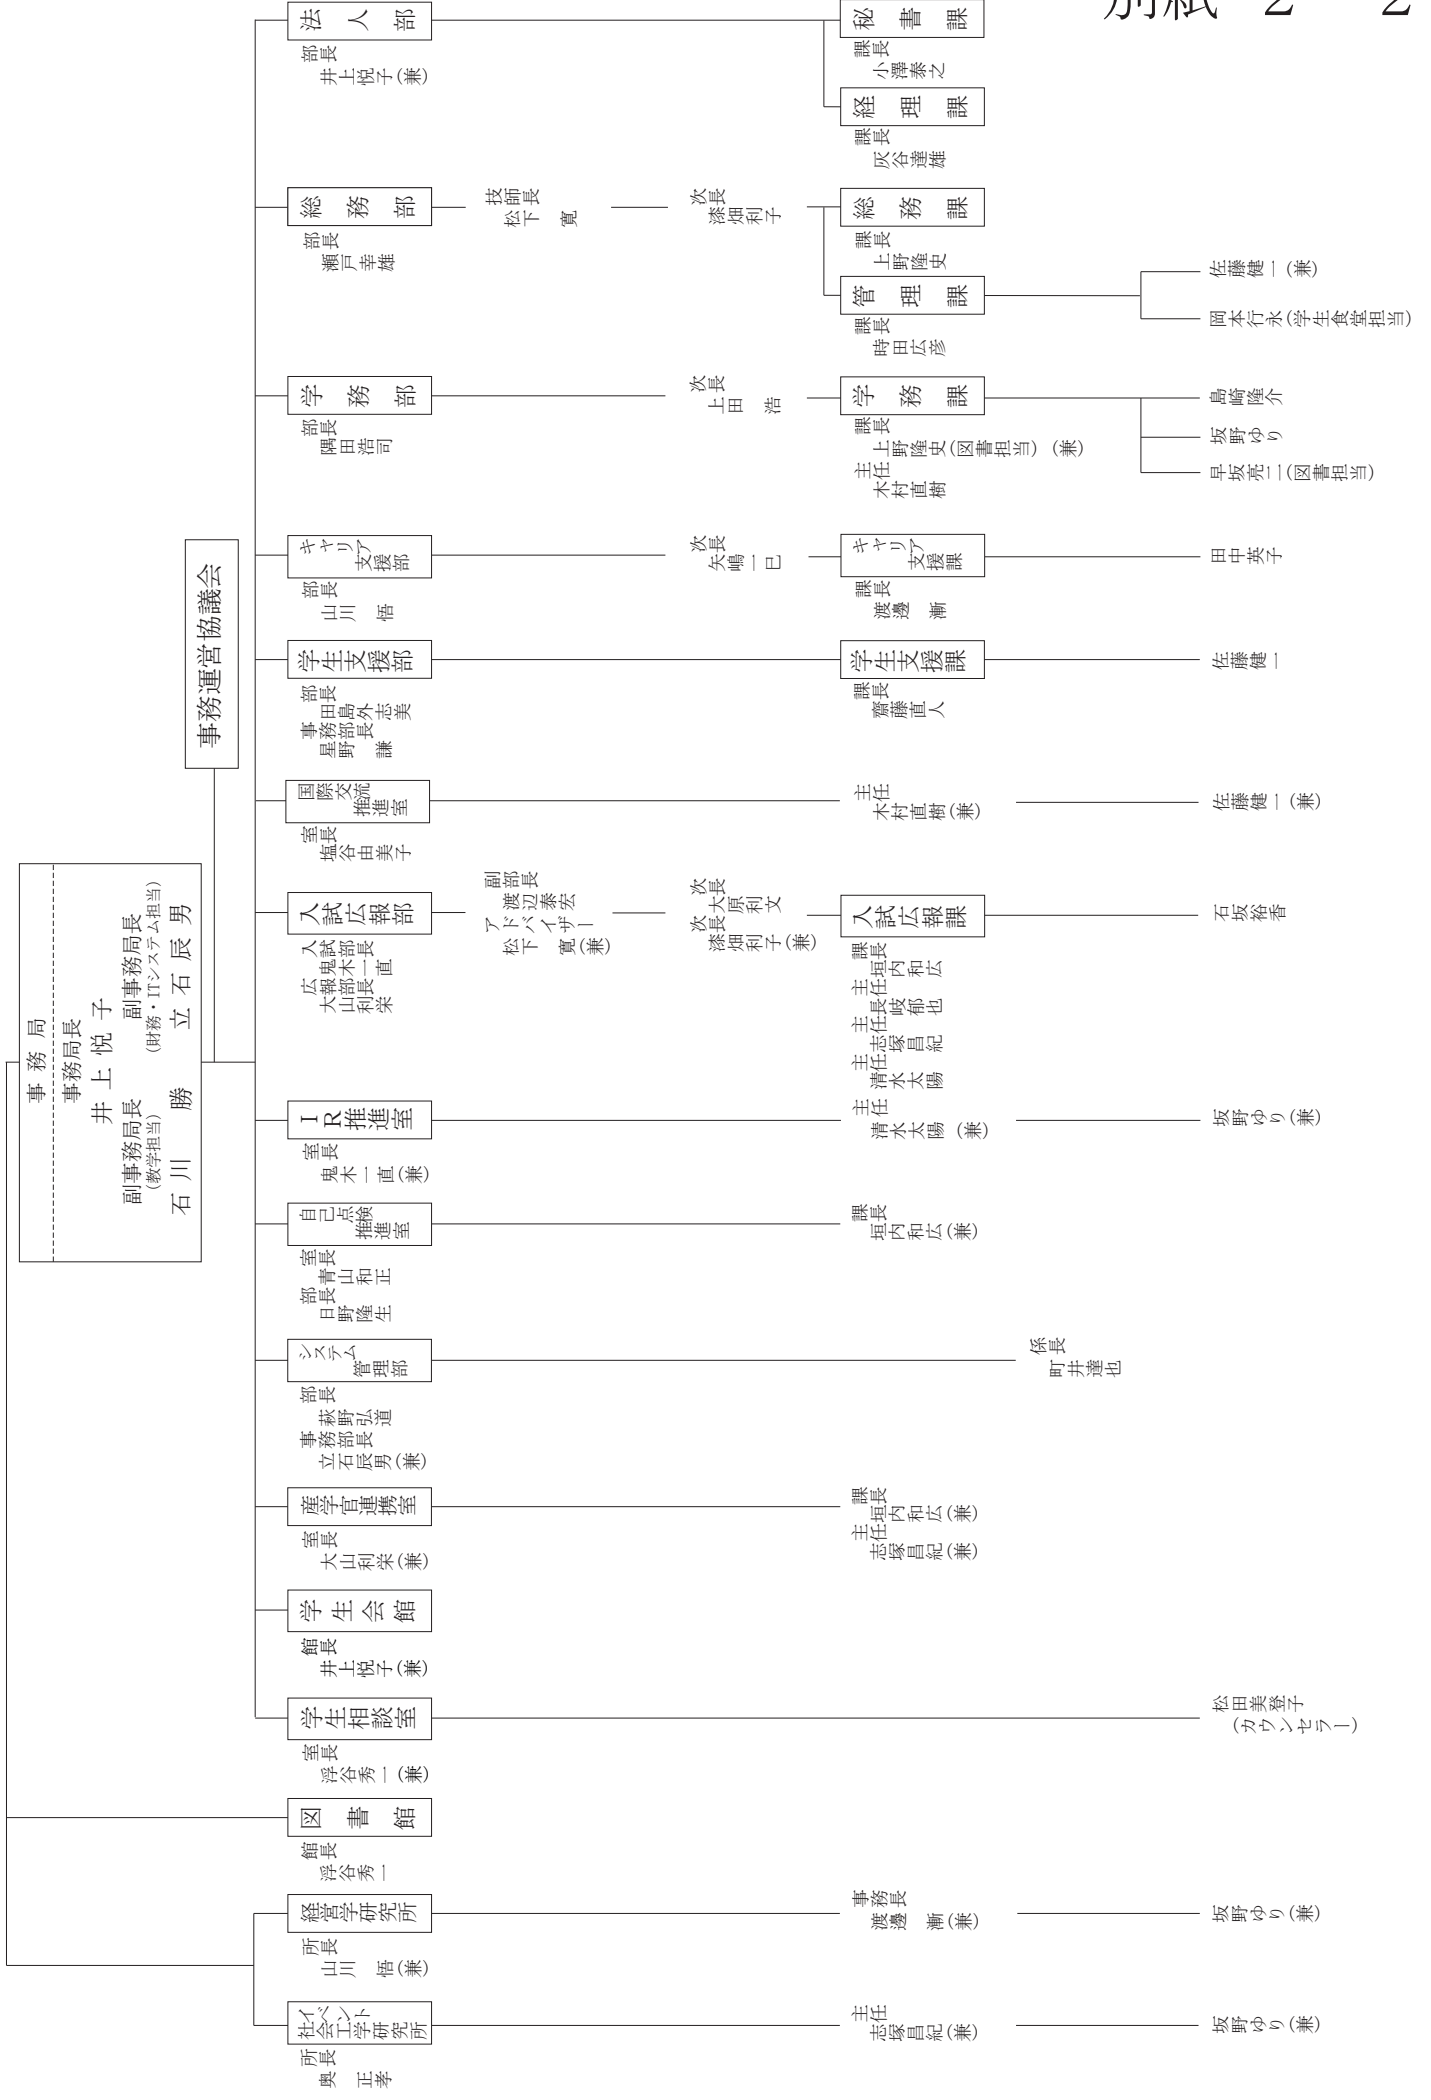 別紙 2-2
事務局
事務局長
井上悦子
副事務局長
(教学担当)
石川 勝
副事務局長
(財務・ITシステム担当)
立石辰男
事務運営協議会
法人部
部長
井上悦子(兼)
秘書課
課長
小澤泰之
経理課
課長
灰谷達雄
総務部
部長
瀬戸幸雄
技師長
松下 寛
次長
漆畑利子
総務課
課長
上野隆史
管理課
課長
時田広彦
佐藤健一(兼)
岡本行永(学生食堂担当)
学務部
部長
隅田浩司
次長
上田 浩
学務課
課長
上野隆史(図書担当)(兼)
主任
木村直樹
島崎隆介
坂野ゆり
早坂亮二(図書担当)
キャリア
支援部
部長
山川 悟
次長
矢嶋一巳
キャリア
支援課
課長
渡邊 漸
田中英子
学生支援部
部長
田島外志美
事務部長
星野 謙
学生支援課
課長
齋藤直人
佐藤健一
国際交流
推進室
室長
塩谷由美子
主任
木村直樹(兼)
佐藤健一(兼)
入試広報部
入試部長
鬼木一直
広報部長
大山利栄
副部長
渡辺泰宏
アドバイザー
松下 寛(兼)
次長
大原利文
次長
漆畑利子(兼)
入試広報課
課長
垣内和広
主任
長岐郁也
主任
志塚昌紀
主任
清水太陽
石坂裕香
IR推進室
室長
鬼木一直(兼)
主任
清水太陽(兼)
坂野ゆり(兼)
自己点検
推進室
室長
青山和正
部長
日野隆生
課長
垣内和広(兼)
システム
管理部
部長
萩野弘道
事務部長
立石辰男(兼)
係長
町井達也
産学官連携室
室長
大山利栄(兼)
課長
垣内和広(兼)
主任
志塚昌紀(兼)
学生会館
館長
井上悦子(兼)
学生相談室
室長
浮谷秀一(兼)
松田美登子
(カウンセラー)
図書館
館長
浮谷秀一
経営学研究所
所長
山川 悟(兼)
事務長
渡邊 漸(兼)
坂野ゆり(兼)
イベント
社会工学研究所
所長
奥 正孝
主任
志塚昌紀(兼)
坂野ゆり(兼)